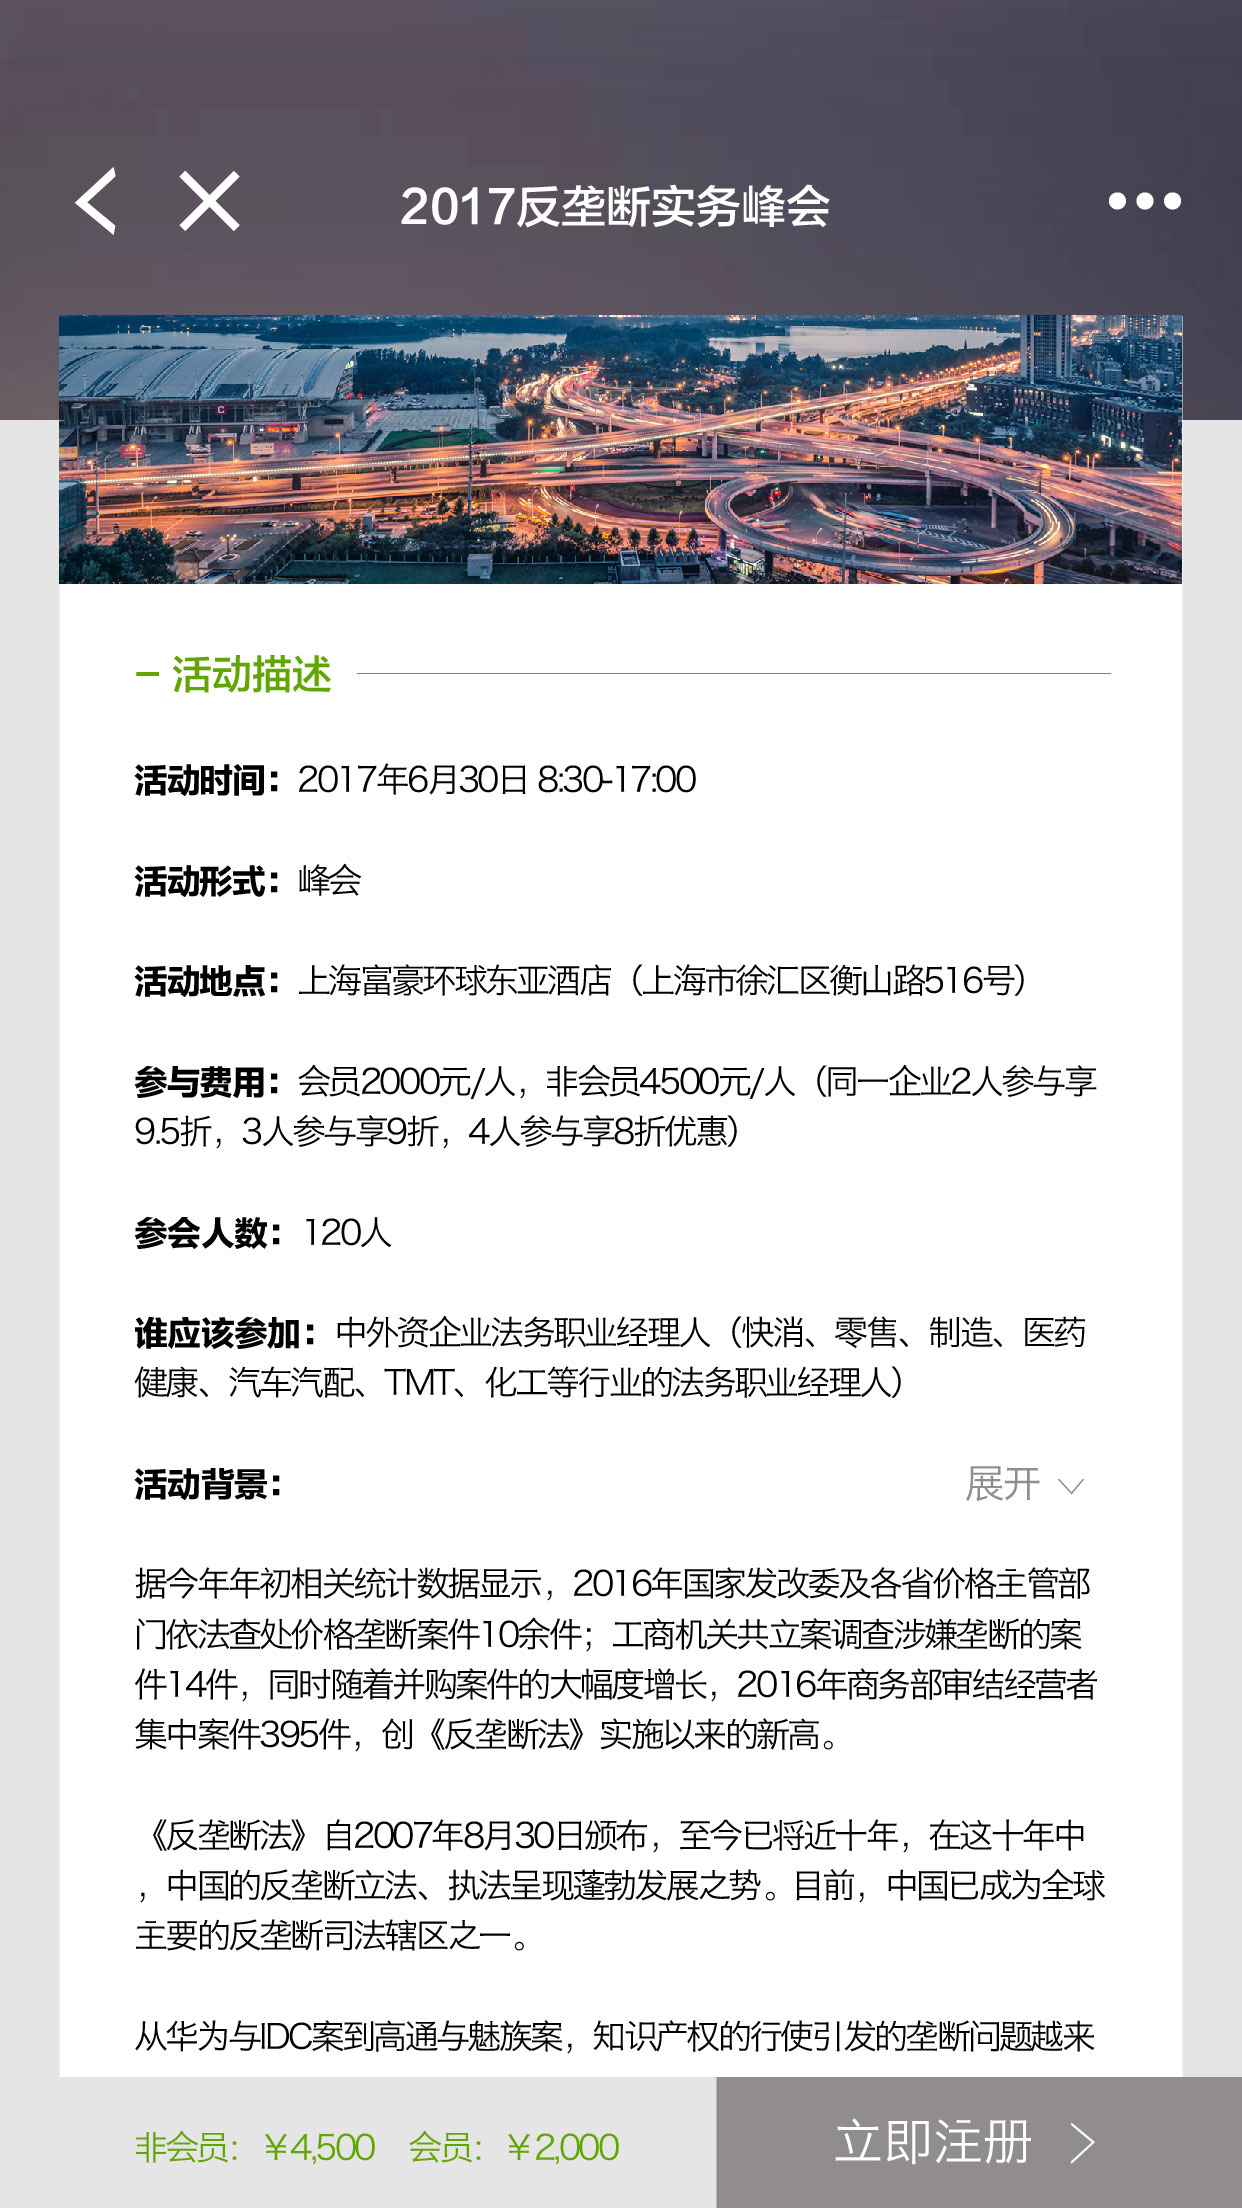 2017反垄断实务峰会
C
– 活动描述
活动时间：2017年6月30日 8:30-17:00
活动形式：峰会
活动地点：上海富豪环球东亚酒店（上海市徐汇区衡山路516号）
参与费用：会员2000元/人，非会员4500元/人（同一企业2人参与享
9.5折，3人参与享9折，4人参与享8折优惠）
参会人数：120人
谁应该参加：中外资企业法务职业经理人（快消、零售、制造、医药
健康、汽车汽配、TMT、化工等行业的法务职业经理人）
活动背景： 展开
据今年年初相关统计数据显示，2016年国家发改委及各省价格主管部
门依法查处价格垄断案件10余件；工商机关共立案调查涉嫌垄断的案
件14件，同时随着并购案件的大幅度增长，2016年商务部审结经营者
集中案件395件，创《反垄断法》实施以来的新高。
《反垄断法》自2007年8月30日颁布，至今已将近十年，在这十年中
，中国的反垄断立法、执法呈现蓬勃发展之势。目前，中国已成为全球
主要的反垄断司法辖区之一。
从华为与IDC案到高通与魅族案，知识产权的行使引发的垄断问题越来
非会员：￥4,500 会员：￥2,000
立即注册